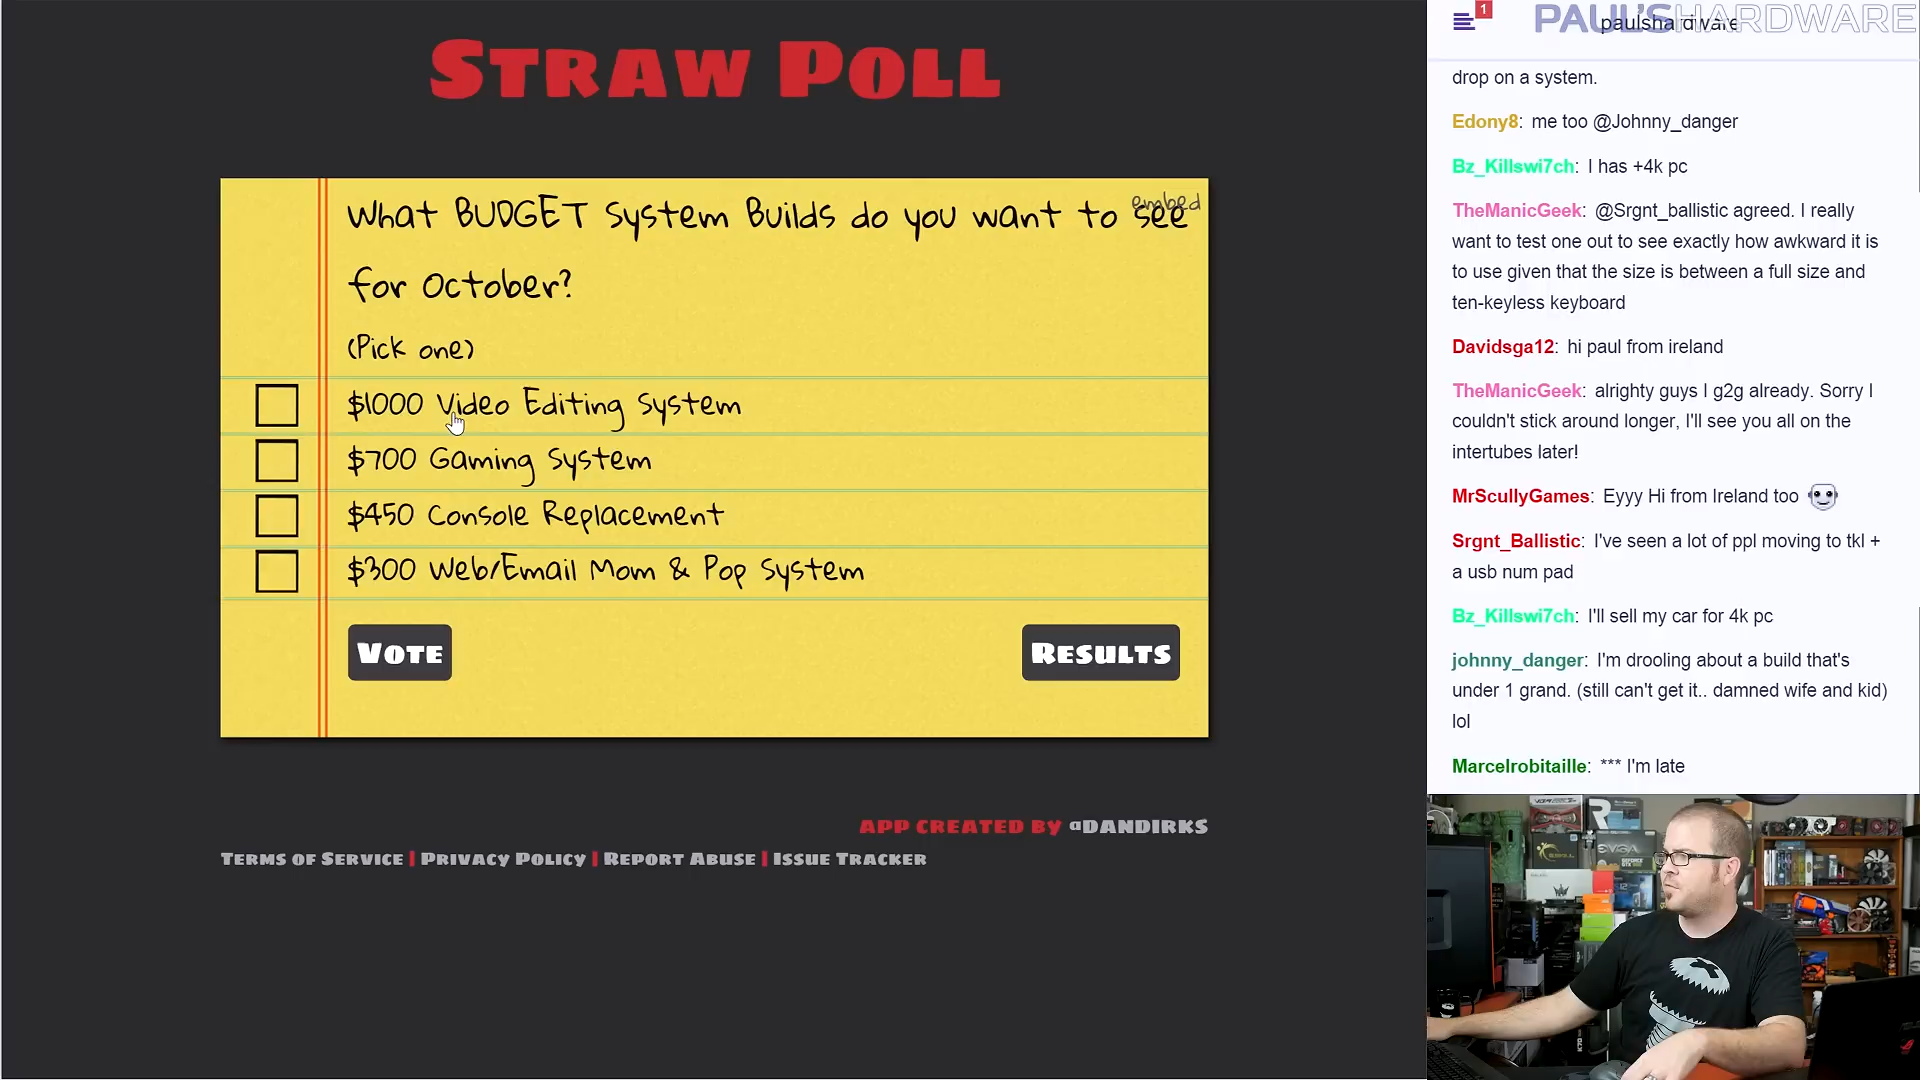 STRAW POLL
What BUDGET System Builds do you want to see
embed
for October?
(Pick one)
$1000 Video Editing System
$700 Gaming System
$450 Console Replacement
$300 Web/Email Mom & Pop System
VOTE
RESULTS
APP CREATED BY @DANDIRKS
TERMS OF SERVICE | PRIVACY POLICY | REPORT ABUSE | ISSUE TRACKER
1
PAUL'SHARDWARE
paulshardware
drop on a system.
Edony8: me too @Johnny_danger
Bz_Killswi7ch: I has +4k pc
TheManicGeek: @Srgnt_ballistic agreed. I really
want to test one out to see exactly how awkward it is
to use given that the size is between a full size and
ten-keyless keyboard
Davidsga12: hi paul from ireland
TheManicGeek: alrighty guys I g2g already. Sorry I
couldn't stick around longer, I'll see you all on the
intertubes later!
MrScullyGames: Eyyy Hi from Ireland too
Srgnt_Ballistic: I've seen a lot of ppl moving to tkl +
a usb num pad
Bz_Killswi7ch: I'll sell my car for 4k pc
johnny_danger: I'm drooling about a build that's
under 1 grand. (still can't get it.. damned wife and kid)
lol
Marcelrobitaille: *** I'm late
EVGA